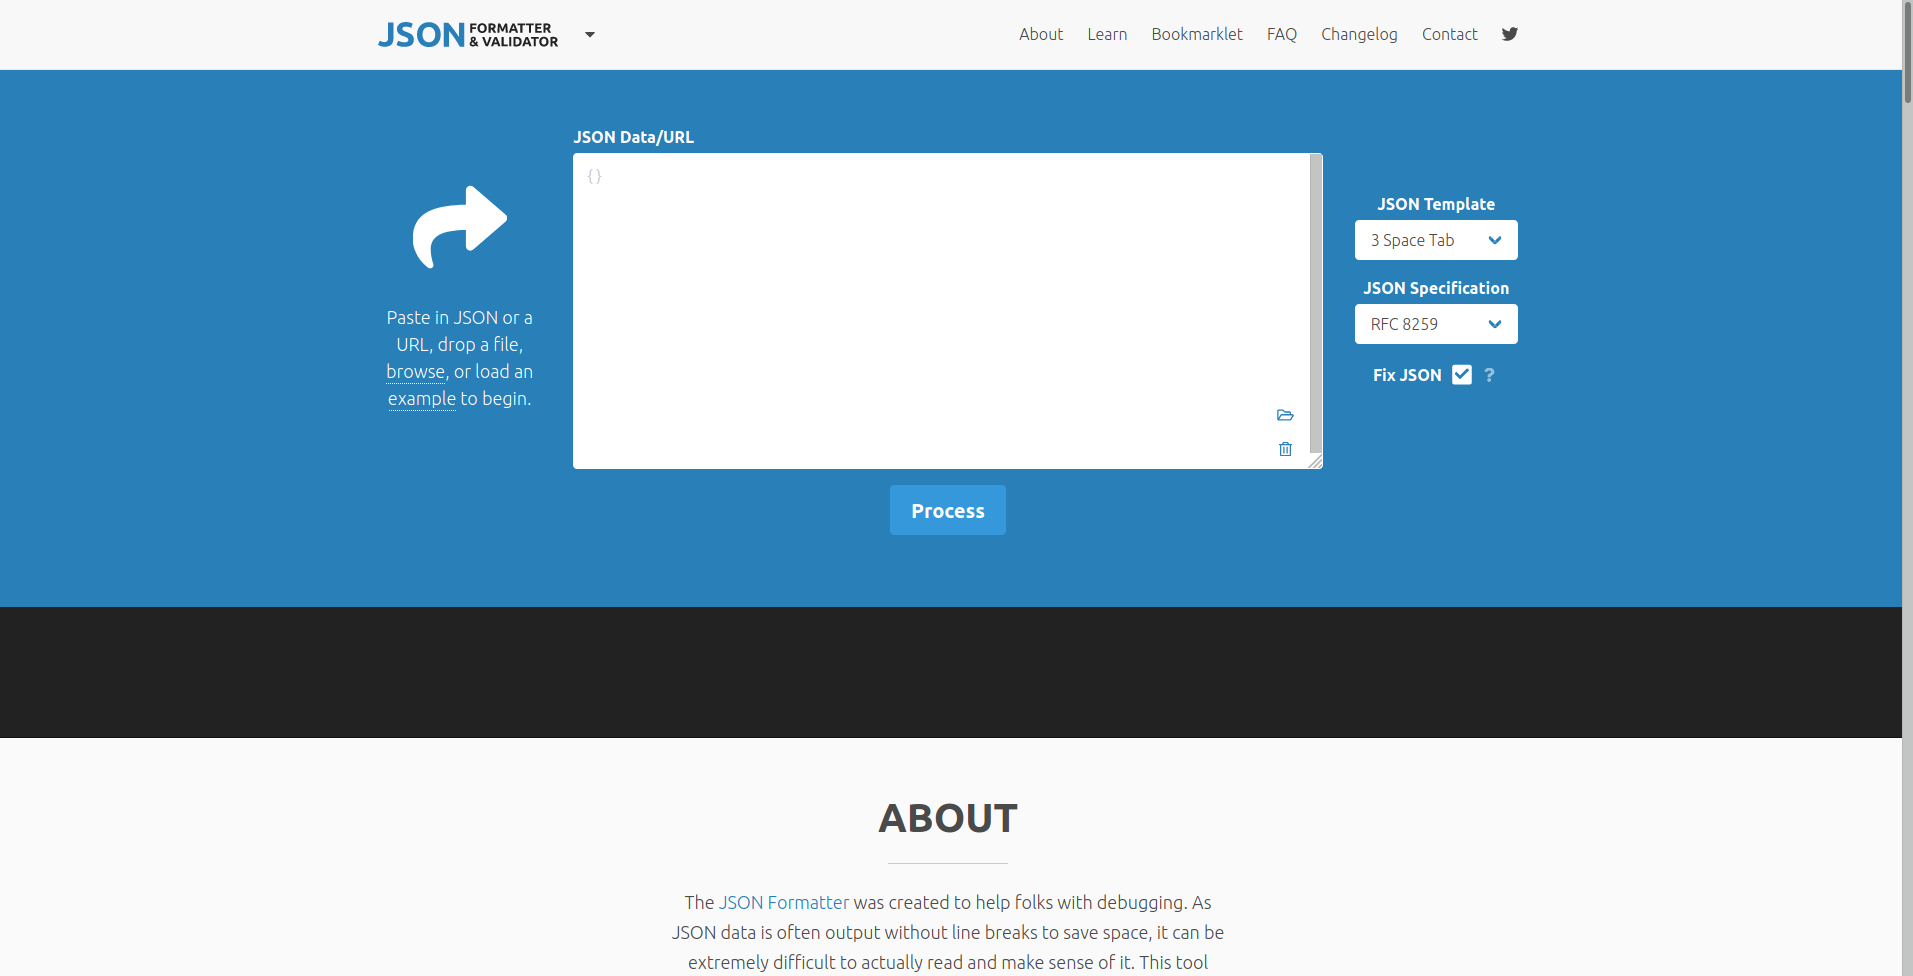 JSON FORMATTER
& VALIDATOR
About Learn Bookmarklet FAQ Changelog Contact
JSON Data/URL
{}
Paste in JSON or a
URL, drop a file,
browse, or load an
example to begin.
JSON Template
3 Space Tab
JSON Specification
RFC 8259
Fix JSON ?
Process
ABOUT
The JSON Formatter was created to help folks with debugging. As
JSON data is often output without line breaks to save space, it can be
extremely difficult to actually read and make sense of it. This tool